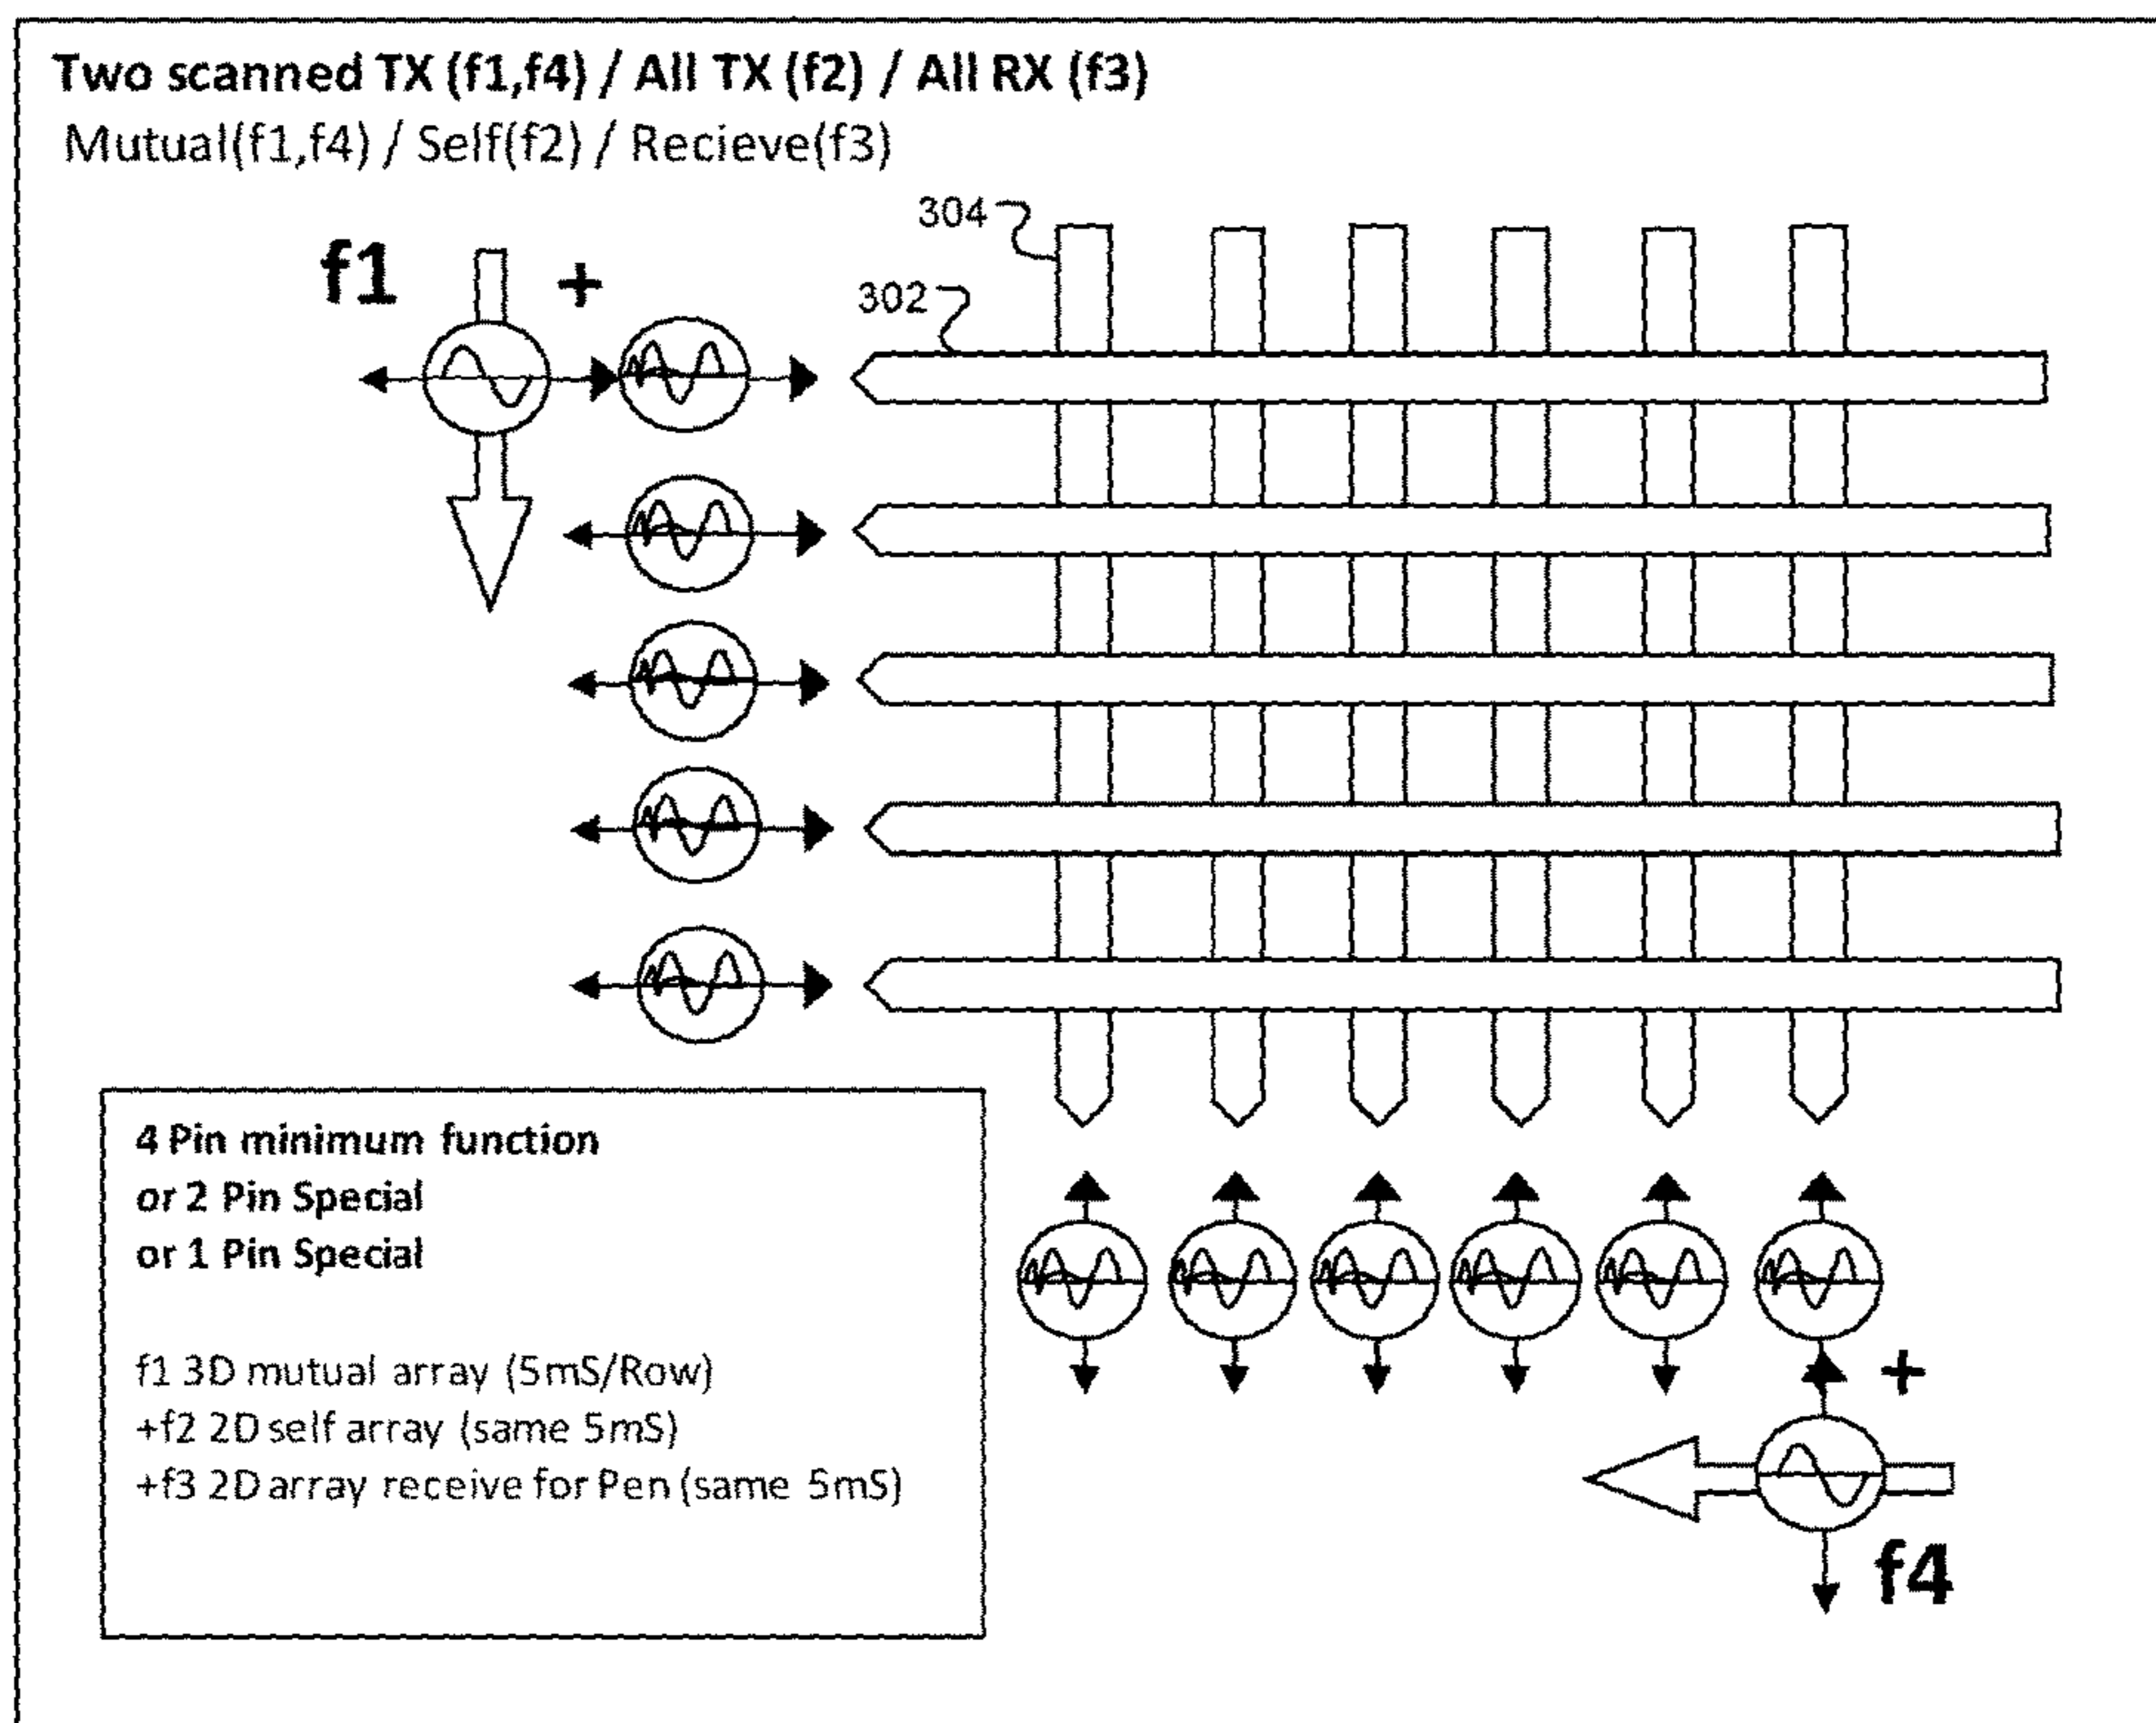 Two scanned TX (f1,f4) / All TX (f2) / All RX (f3)
Mutual(f1,f4) / Self(f2) / Recieve(f3)
304
302
f1
+
4 Pin minimum function
or 2 Pin Special
or 1 Pin Special
f1 3D mutual array (5mS/Row)
+f2 2D self array (same 5mS)
+f3 2D array receive for Pen (same 5mS)
+
f4